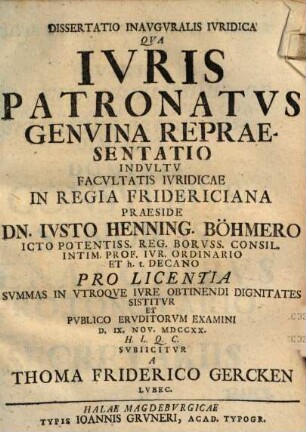 DISSERTATIO INAVGVRALIS IVRIDICA
QVA
IVRIS
PATRONATVS
GENVINA REPRAE-
SENTATIO
INDVLTV
FACVLTATIS IVRIDICAE
IN REGIA FRIDERICIANA
PRAESIDE
DN. IVSTO HENNING. BÖHMERO
ICTO POTENTISS. REG. BORVSS. CONSIL.
INTIM. PROF. IVR. ORDINARIO
ET h. t. DECANO
PRO LICENTIA
SVMMAS IN VTROQVE IVRE OBTINENDI DIGNITATES
SISTITVR
ET
PVBLICO ERVDITORVM EXAMINI
D. IX. NOV. MDCCXX.
H. L. Q. C.
SVBIICITVR
A
THOMA FRIDERICO GERCKEN
LVBEC.
HALAE MAGDEBVRGICAE
TYPIS IOANNIS GRVNERI, ACAD. TYPOGR.